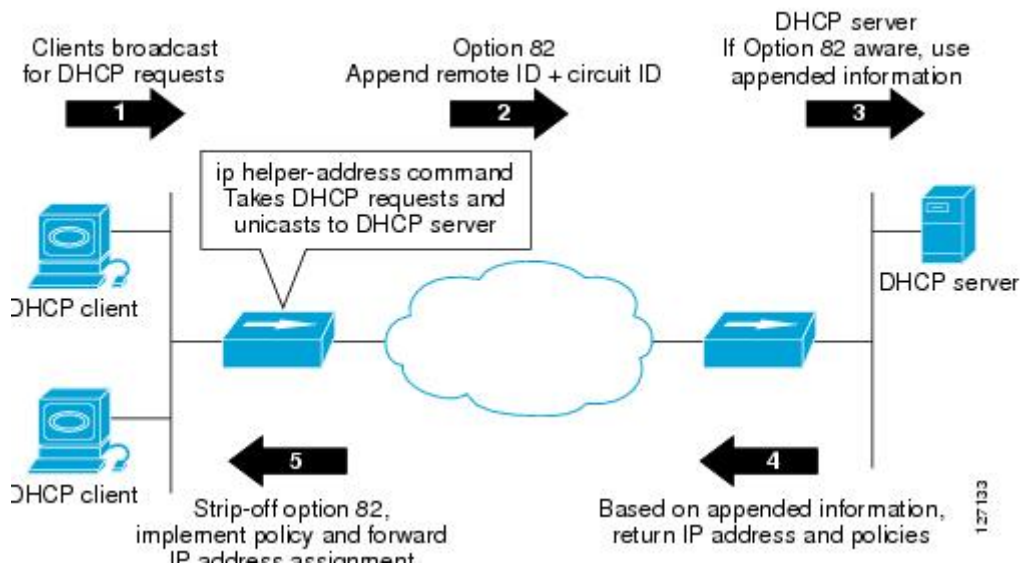 Clients broadcast
for DHCP requests
1
Option 82
Append remote ID + circuit ID
2
DHCP server
If Option 82 aware, use
appended information
3
ip helper-address command
Takes DHCP requests and
unicasts to DHCP server
DHCP client
DHCP server
DHCP client
5
Strip-off option 82,
implement policy and forward
IP address assignment
4
Based on appended information,
return IP address and policies
127133